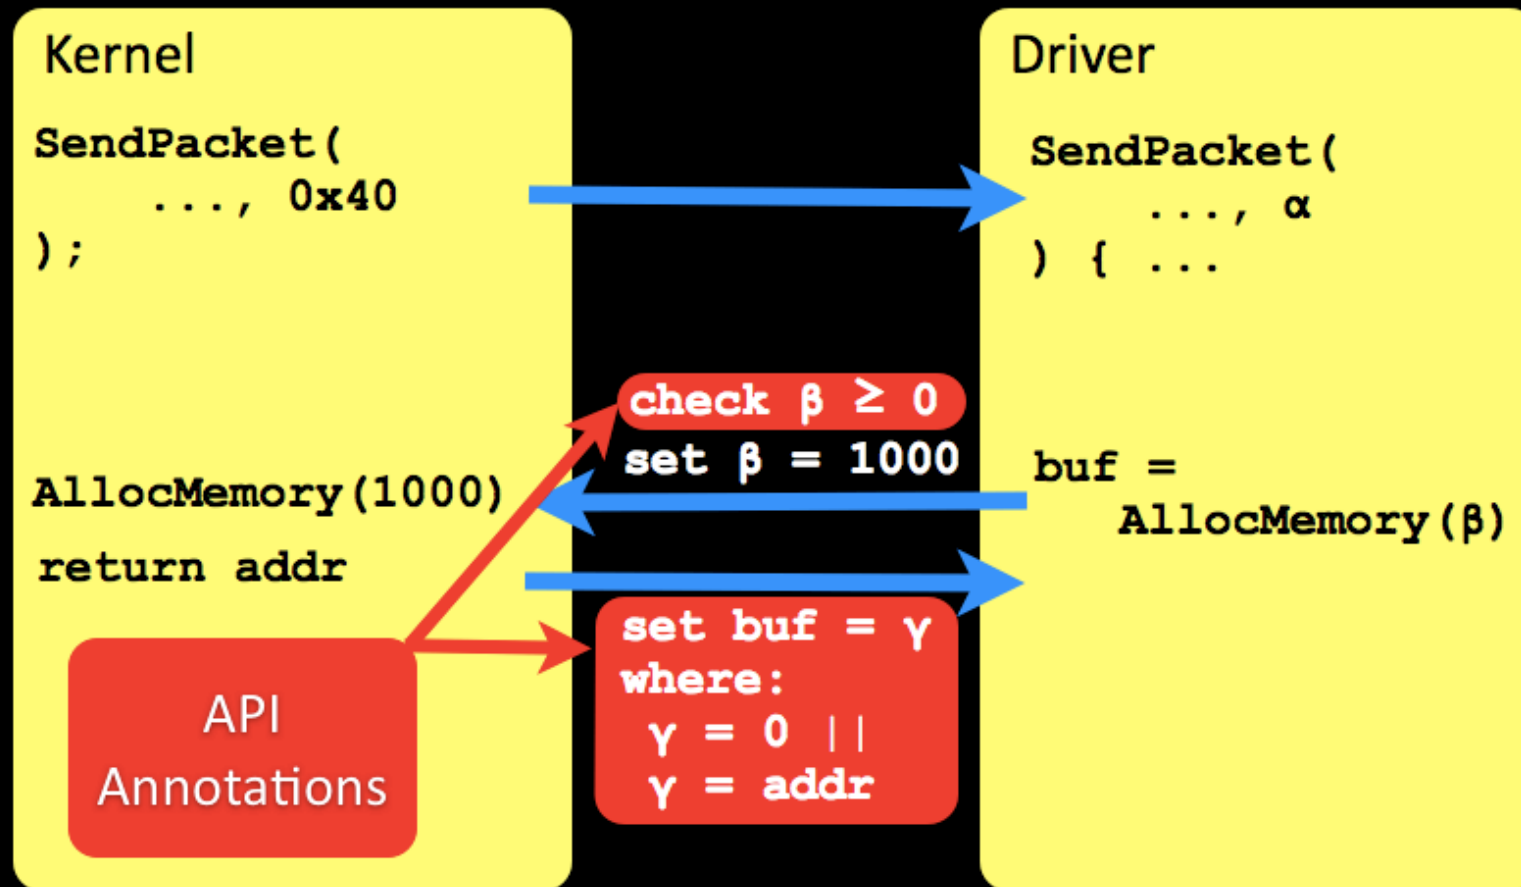 Kernel
SendPacket(
..., 0x40
);
AllocMemory(1000)
return addr
API
Annotations
check β ≥ 0
set β = 1000
set buf = γ
where:
γ = 0 ||
γ = addr
Driver
SendPacket(
..., α
) { ...
buf =
AllocMemory(β)